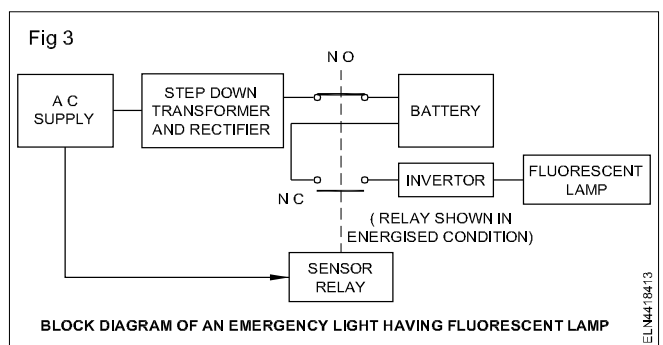 Fig 3
N O
A C
SUPPLY
STEP DOWN
TRANSFORMER
AND RECTIFIER
BATTERY
N C
INVERTOR
FLUORESCENT
LAMP
( RELAY SHOWN IN
ENERGISED CONDITION)
SENSOR
RELAY
BLOCK DIAGRAM OF AN EMERGENCY LIGHT HAVING FLUORESCENT LAMP
ELN4418413